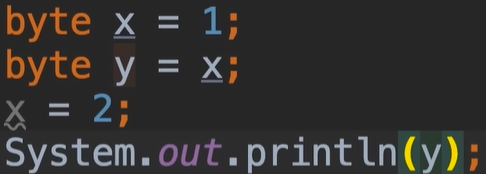 byte x = 1;
byte y = x;
x = 2;
System.out.println(y);